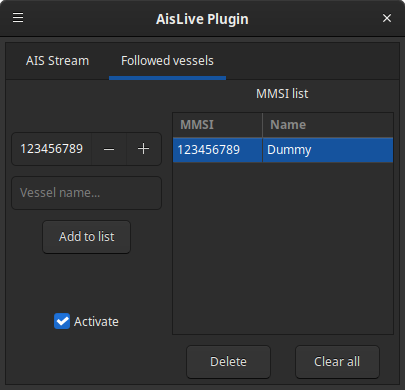 AisLive Plugin
AIS Stream
Followed vessels
MMSI list
MMSI Name
123456789 Dummy
123456789
Vessel name...
Add to list
Activate
Delete
Clear all